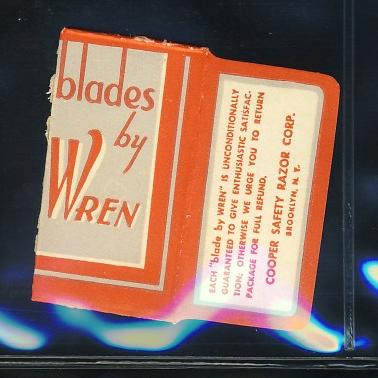 blades
by
WREN
EACH "blade by WREN" IS UNCONDITIONALLY
GUARANTEED TO GIVE ENTHUSIASTIC SATISFAC-
TION; OTHERWISE WE URGE YOU TO RETURN
PACKAGE FOR FULL REFUND.
COOPER SAFETY RAZOR CORP.
BROOKLYN, N. Y.